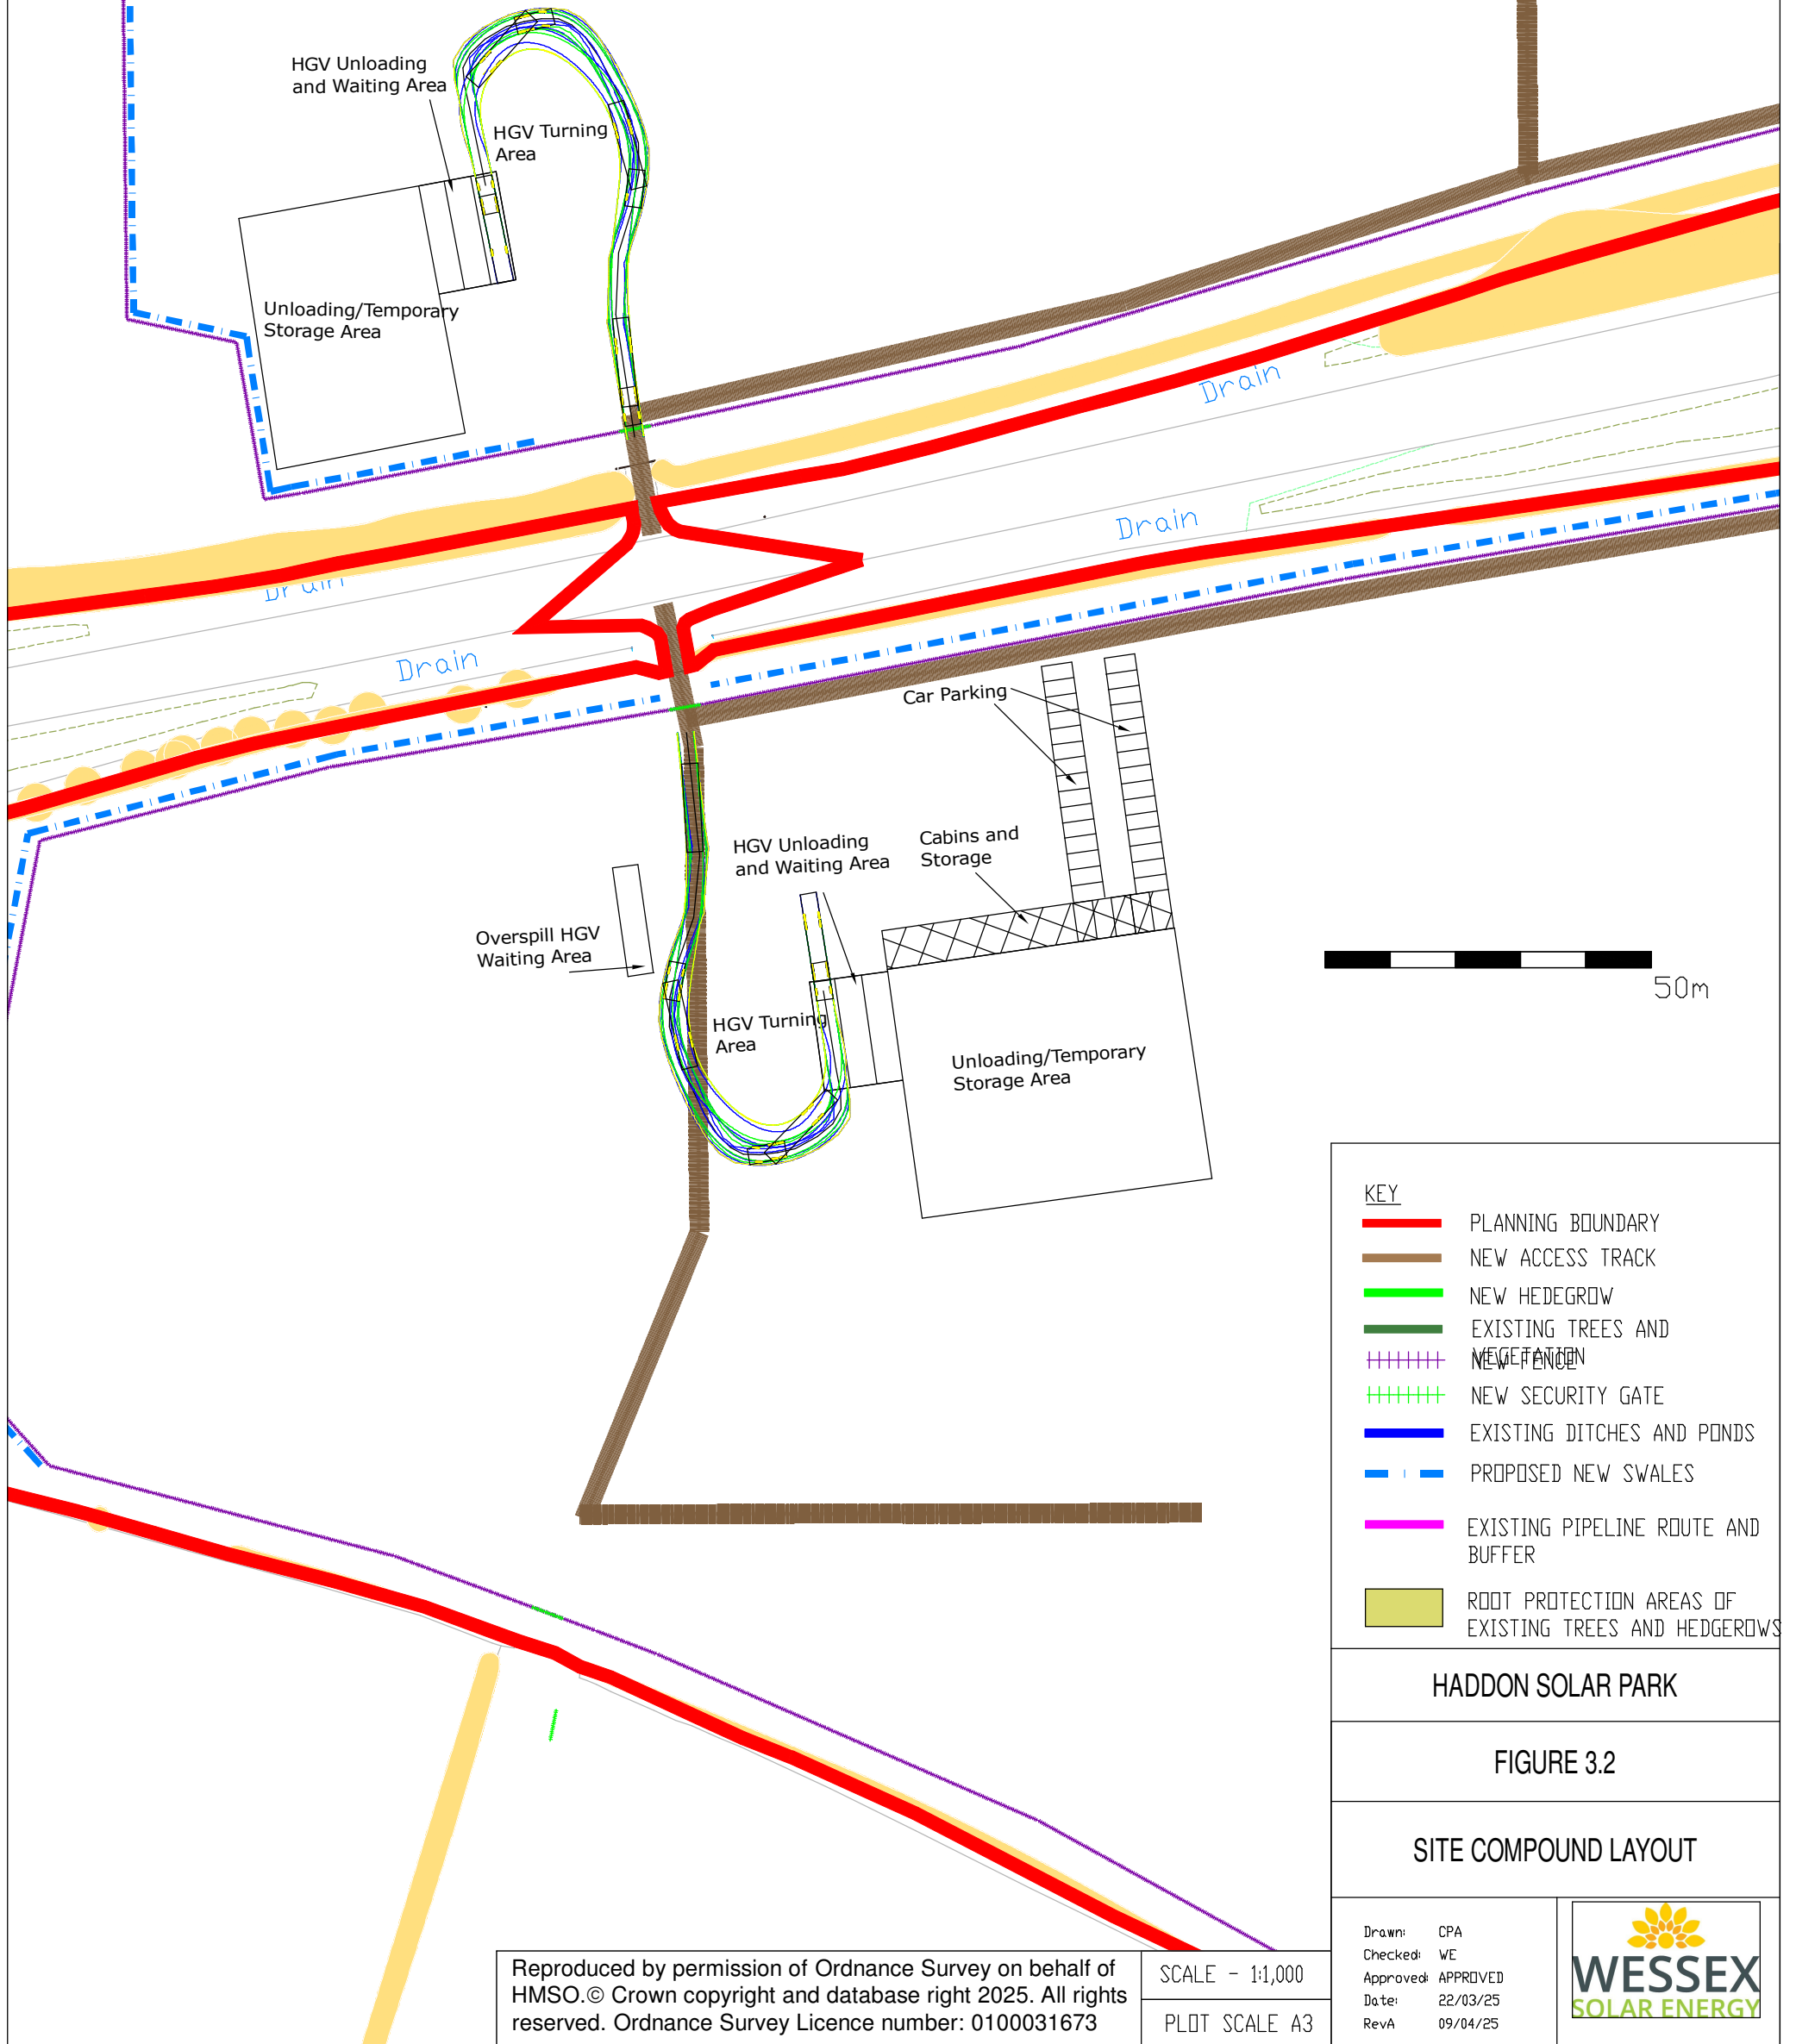 HGV Unloading
and Waiting Area
HGV Turning
Area
Unloading/Temporary
Storage Area
Drain
Drain
Drain
Drain
Car Parking
HGV Unloading
and Waiting Area
Cabins and
Storage
Overspill HGV
Waiting Area
HGV Turning
Area
Unloading/Temporary
Storage Area
50m
KEY
PLANNING BOUNDARY
NEW ACCESS TRACK
NEW HEDEGROW
EXISTING TREES AND
VEGETATION
NEW FENCE
NEW SECURITY GATE
EXISTING DITCHES AND PONDS
PROPOSED NEW SWALES
EXISTING PIPELINE ROUTE AND
BUFFER
ROOT PROTECTION AREAS OF
EXISTING TREES AND HEDGEROWS
HADDON SOLAR PARK
FIGURE 3.2
SITE COMPOUND LAYOUT
Drawn: CPA
Checked: WE
Approved: APPROVED
Date: 22/03/25
RevA 09/04/25
WESSEX
SOLAR ENERGY
Reproduced by permission of Ordnance Survey on behalf of
HMSO.© Crown copyright and database right 2025. All rights
reserved. Ordnance Survey Licence number: 0100031673
SCALE - 1:1,000
PLOT SCALE A3